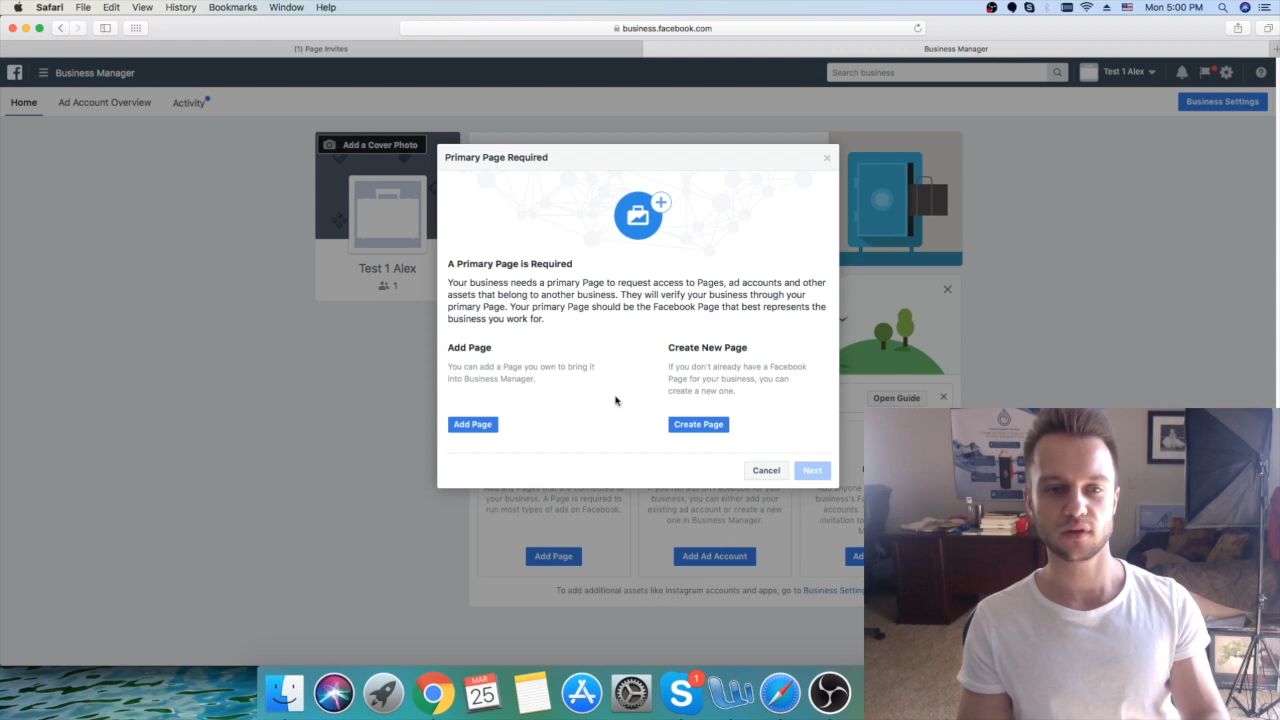 Safari File Edit View History Bookmarks Window Help
Mon 5:00 PM
business.facebook.com
(1) Page Invites
Business Manager
Business Manager
Search business
Test 1 Alex
Home
Ad Account Overview
Activity
Business Settings
Add a Cover Photo
Test 1 Alex
1
Primary Page Required
A Primary Page is Required
Your business needs a primary Page to request access to Pages, ad accounts and other
assets that belong to another business. They will verify your business through your
primary Page. Your primary Page should be the Facebook Page that best represents the
business you work for.
Add Page
You can add a Page you own to bring it
into Business Manager.
Add Page
Create New Page
If you don't already have a Facebook
Page for your business, you can
create a new one.
Create Page
Cancel
Next
Open Guide
your business. A Page is required to
run most types of ads on Facebook.
Add Page
business, you can either add your
existing ad account or create a new
one in Business Manager.
Add Ad Account
Add anyone
business's F
accounts.
invitation to
M
Ad
To add additional assets like Instagram accounts and apps, go to Business Settin
MAR
25
1